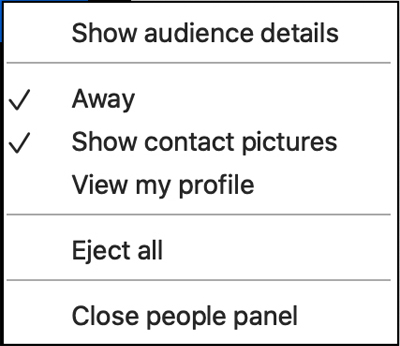 Show audience details
Away
Show contact pictures
View my profile
Eject all
Close people panel